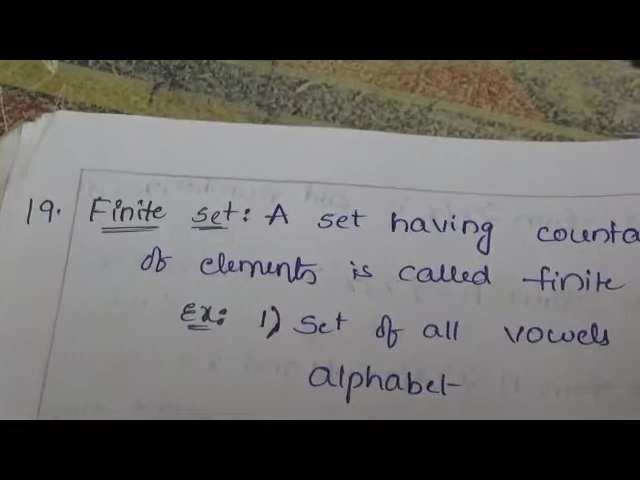 19. Finite set: A set having
of elements is called finite
Ex: 1) Set of all vowels
alphabet